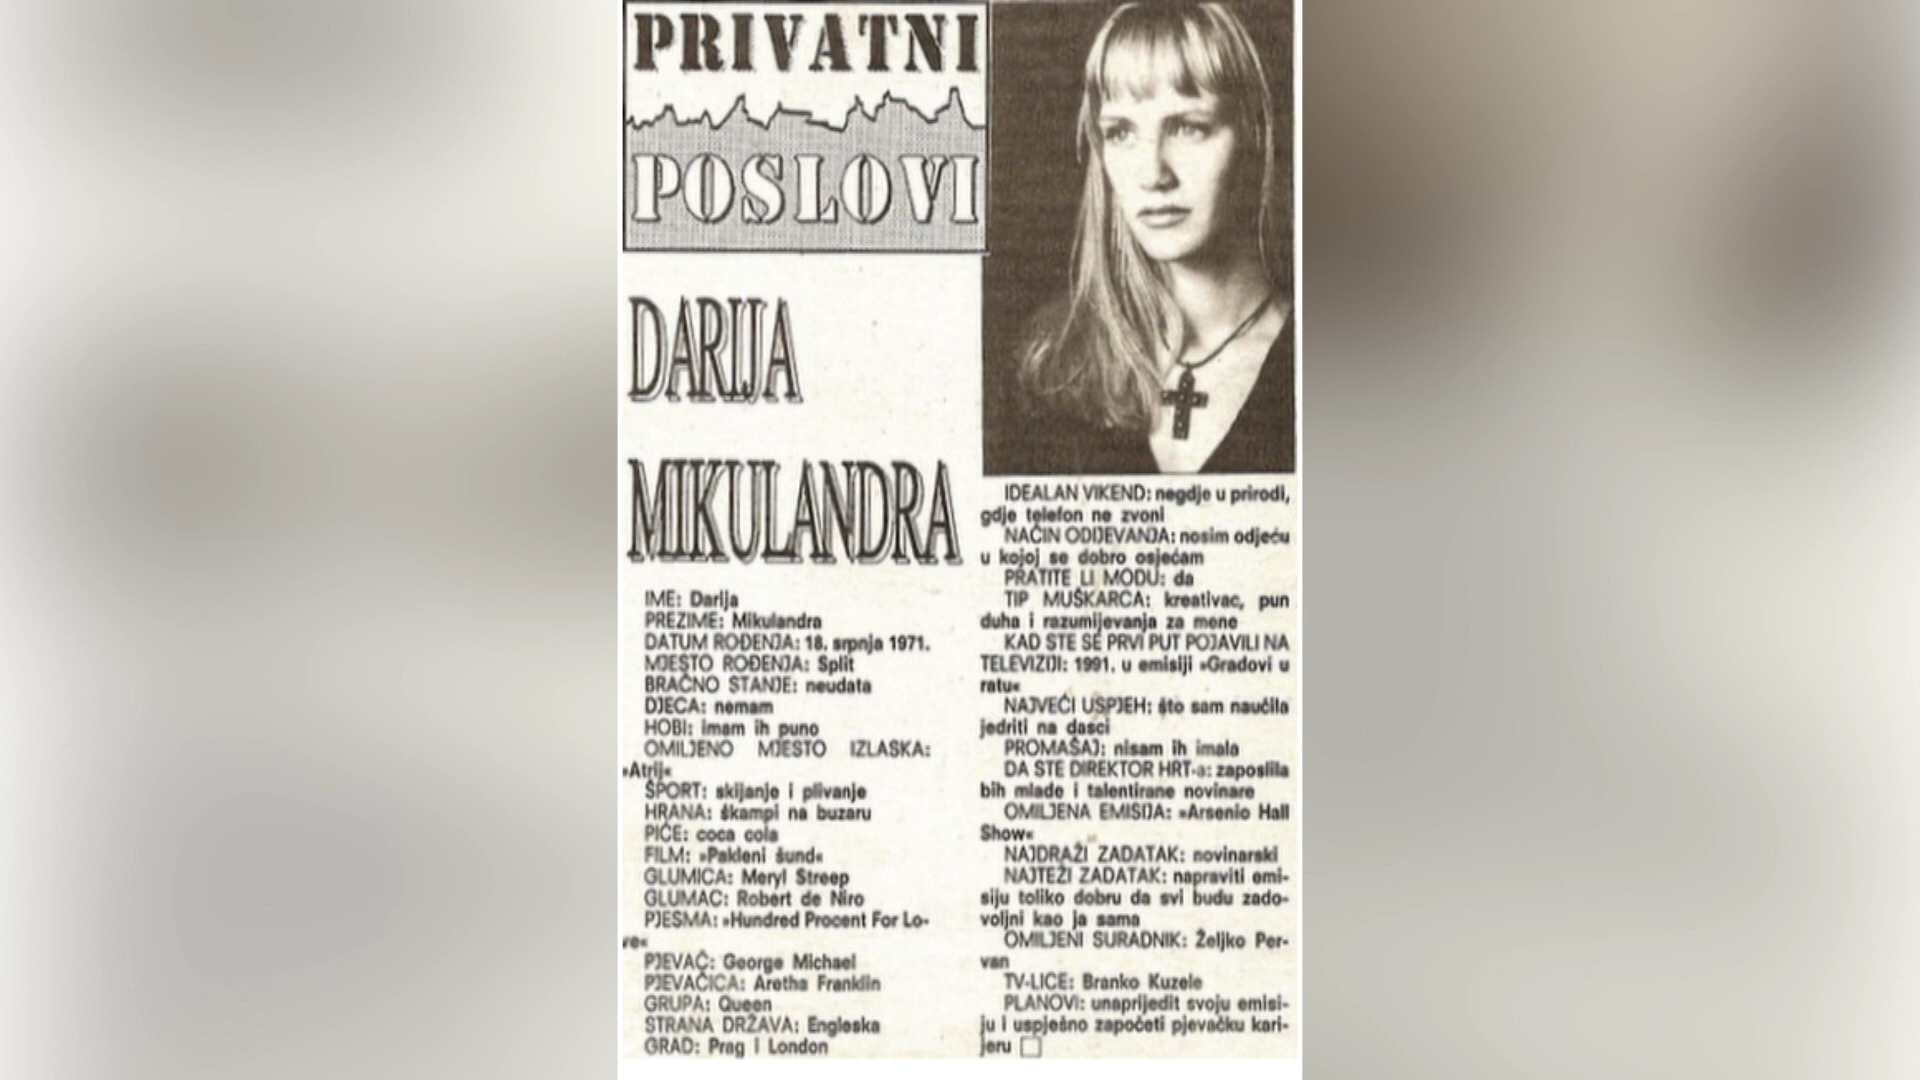 PRIVATNI
POSLOVI
DARIJA
MIKULANDRA
IME: Darija
PREZIME: Mikulandra
DATUM ROĐENJA: 18. srpnja 1971.
MJESTO ROĐENJA: Split
BRAČNO STANJE: neudata
DJECA: nemam
HOBI: imam ih puno
OMILJENO MJESTO IZLASKA:
»Atrij«
ŠPORT: skijanje i plivanje
HRANA: škampi na buzaru
PIĆE: coca cola
FILM: »Pakleni šund«
GLUMICA: Meryl Streep
GLUMAC: Robert de Niro
PJESMA: »Hundred Procent For Lo-
ve«
PJEVAČ: George Michael
PJEVAČICA: Aretha Franklin
GRUPA: Queen
STRANA DRŽAVA: Engleska
GRAD: Prag i London
IDEALAN VIKEND: negdje u prirodi,
gdje telefon ne zvoni
NAČIN ODIJEVANJA: nosim odjeću
u kojoj se dobro osjećam
PRATITE LI MODU: da
TIP MUŠKARCA: kreativac, pun
duha i razumijevanja za mene
KAD STE SE PRVI PUT POJAVILI NA
TELEVIZIJI: 1991. u emisiji »Gradovi u
ratu«
NAJVEĆI USPJEH: što sam naučila
jedriti na dasci
PROMAŠAJ: nisam ih imala
DA STE DIREKTOR HRT-a: zaposlila
bih mlade i talentirane novinare
OMILJENA EMISIJA: »Arsenio Hall
Show«
NAJDRAŽI ZADATAK: novinarski
NAJTEŽI ZADATAK: napraviti emi-
siju toliko dobru da svi budu zado-
voljni kao ja sama
OMILJENI SURADNIK: Željko Per-
van
TV-LICE: Branko Kuzele
PLANOVI: unaprijedit svoju emisi-
ju i uspješno započeti pjevačku kari-
jeru